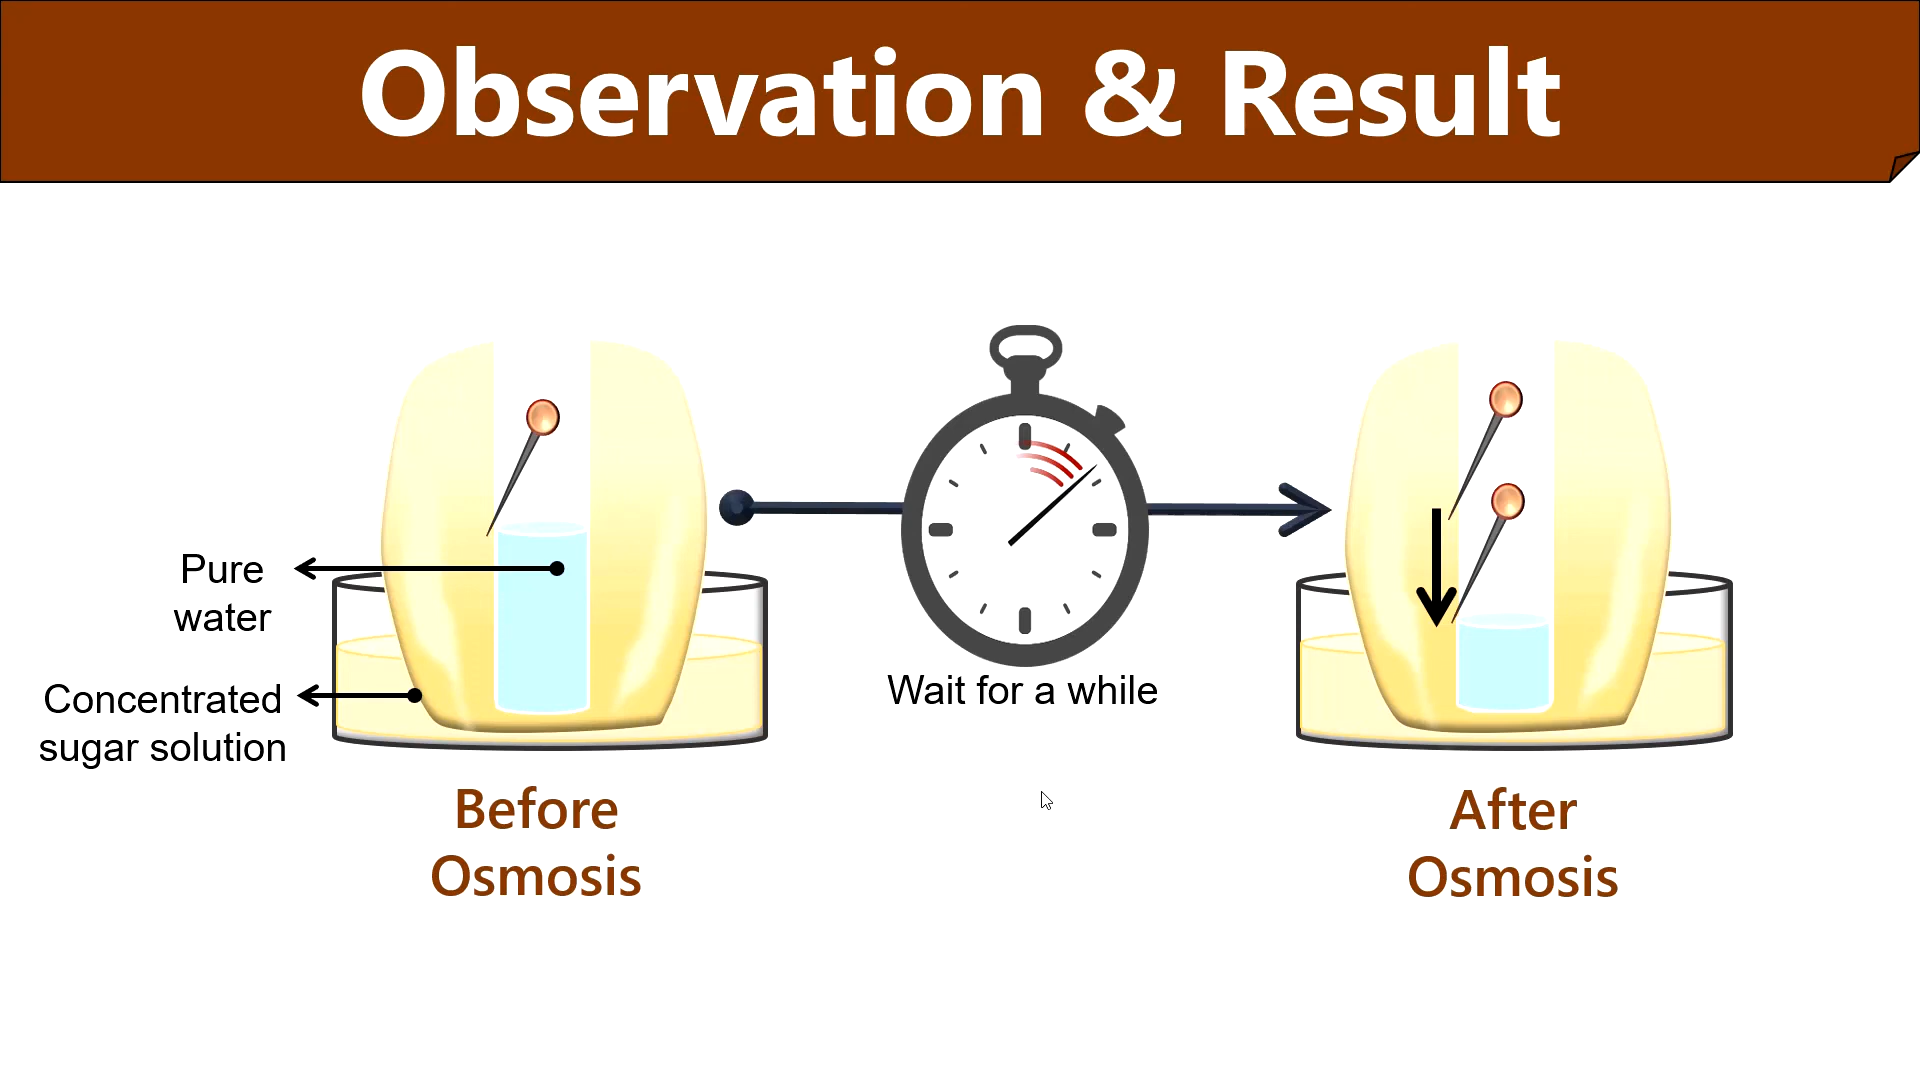 Observation & Result
Pure
water
Concentrated
sugar solution
Wait for a while
Before
Osmosis
After
Osmosis